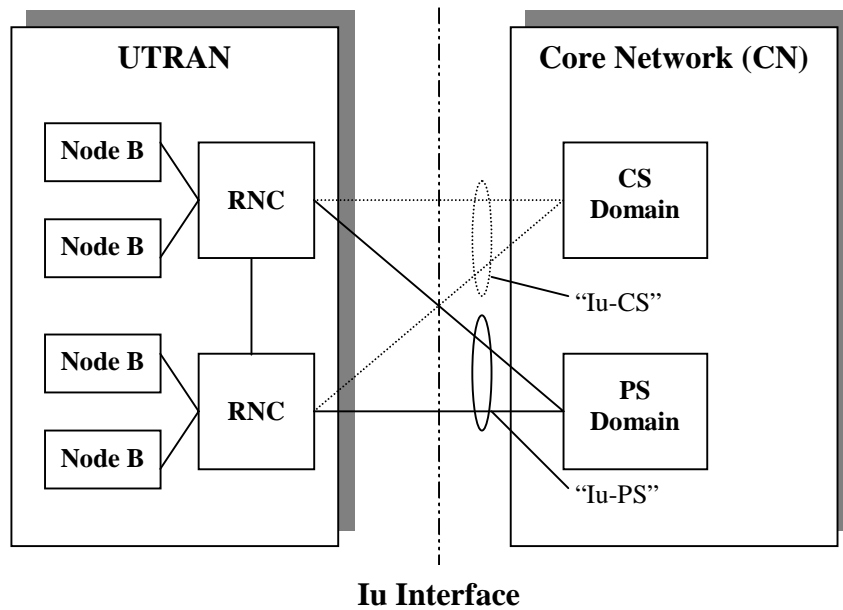 UTRAN
Core Network (CN)
Node B
Node B
RNC
CS
Domain
“Iu-CS”
Node B
Node B
RNC
PS
Domain
“Iu-PS”
Iu Interface